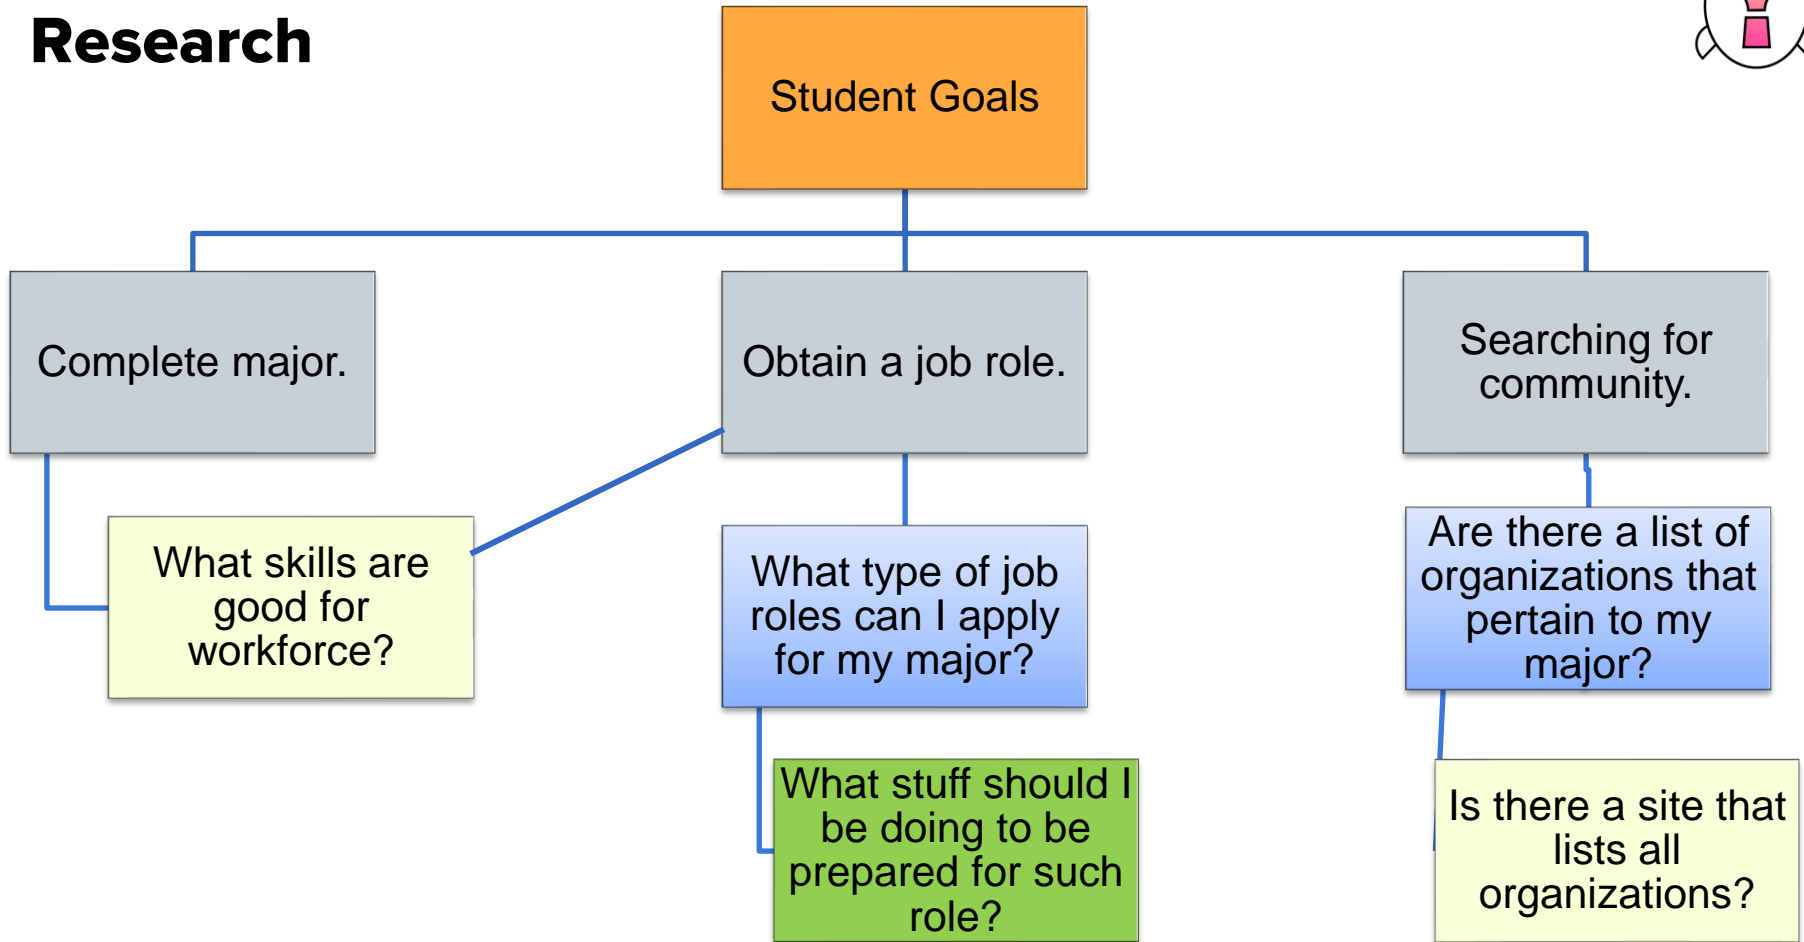 Research
Student Goals
Complete major.
Obtain a job role.
Searching for
community.
What skills are
good for
workforce?
What type of job
roles can I apply
for my major?
Are there a list of
organizations that
pertain to my
major?
What stuff should I
be doing to be
prepared for such
role?
Is there a site that
lists all
organizations?